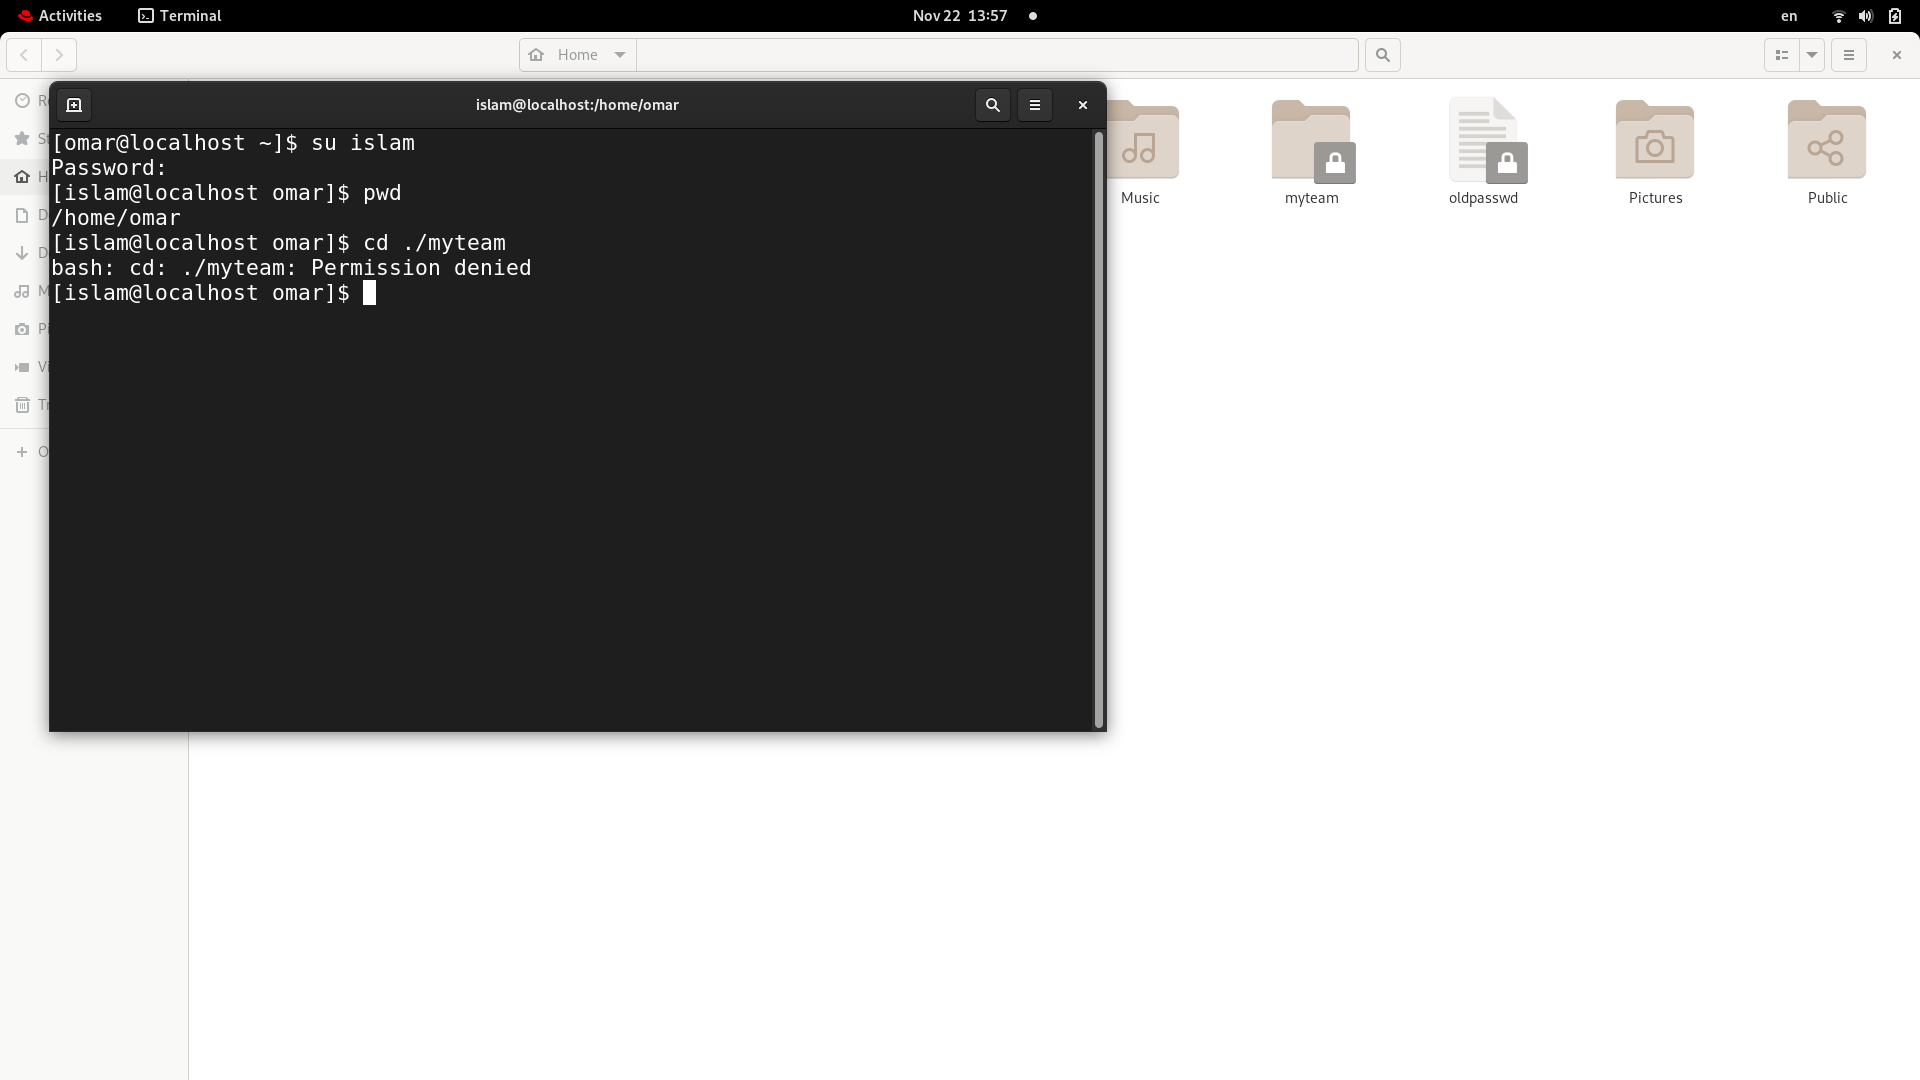 Activities
Terminal
Nov 22 13:57
en
Home
islam@localhost:/home/omar
[omar@localhost ~]$ su islam
Password:
[islam@localhost omar]$ pwd
/home/omar
[islam@localhost omar]$ cd ./myteam
bash: cd: ./myteam: Permission denied
[islam@localhost omar]$
Music
myteam
oldpasswd
Pictures
Public